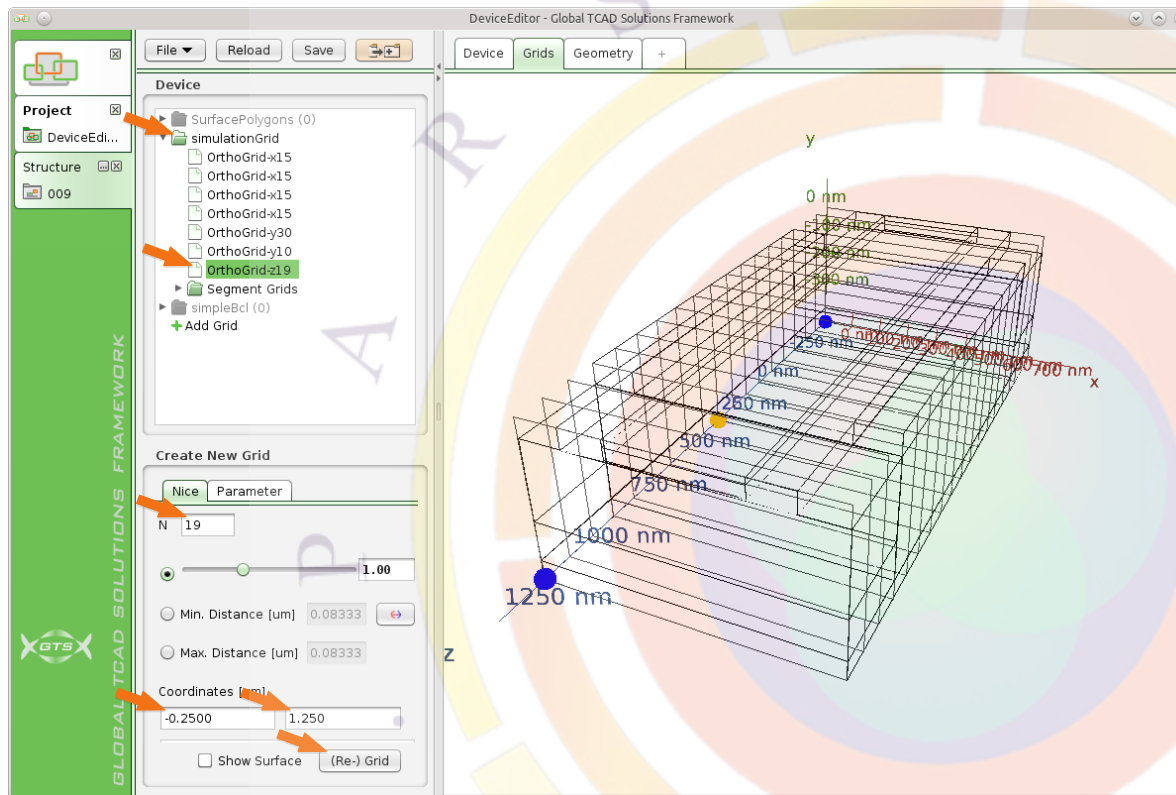 DeviceEditor - Global TCAD Solutions Framework
File
Reload
Save
Device
Grids
Geometry
+
Project
DeviceEdi...
Structure
009
GLOBAL TCAD SOLUTIONS FRAMEWORK
GTS
Device
SurfacePolygons (0)
simulationGrid
OrthoGrid-x15
OrthoGrid-x15
OrthoGrid-x15
OrthoGrid-x15
OrthoGrid-y30
OrthoGrid-y10
OrthoGrid-z19
Segment Grids
simpleBcl (0)
Add Grid
Create New Grid
Nice
Parameter
N 19
1.00
Min. Distance [um] 0.08333
Max. Distance [um] 0.08333
Coordinates
-0.2500 1.250
Show Surface
(Re-) Grid
y
0 nm
250 nm
0 nm
250 nm
500 nm
750 nm
1000 nm
1250 nm
z
0 nm
700 nm
x
P A R S